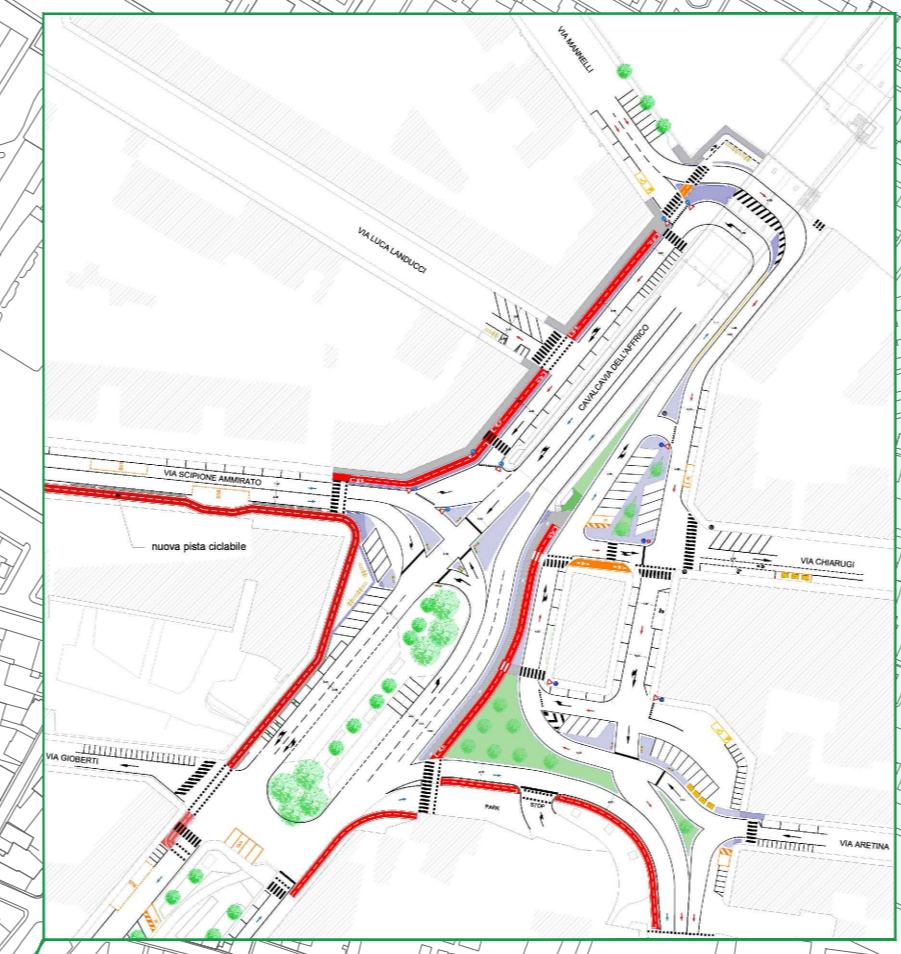 VIA MANNELLI
VIA LUCA LANDUCCI
CAVALCAVIA DELL'AFFRICO
VIA SCIPIONE AMMIRATO
nuova pista ciclabile
VIA CHIARUGI
VIA GIOBERTI
PARK
STOP
VIA ARETINA